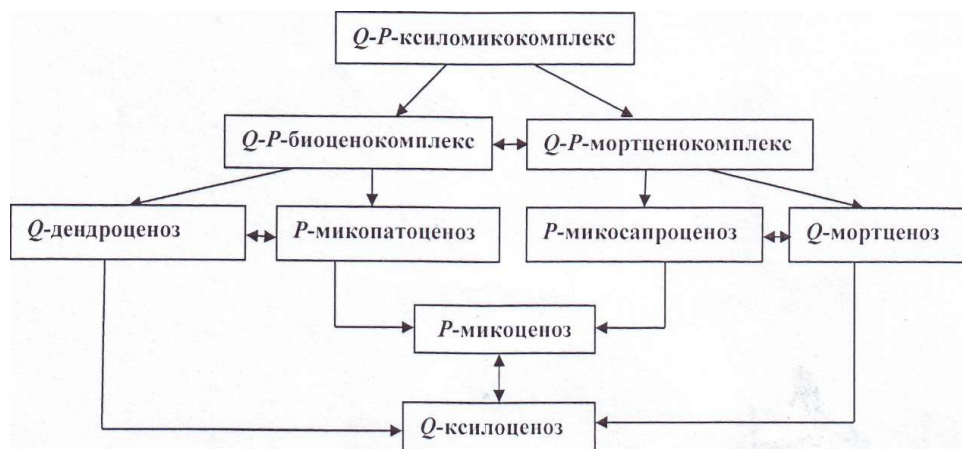 Q-P-ксиломикокомплекс
Q-P-биоценокомплекс
Q-P-мортценокомплекс
Q-дендроценоз
P-микопатоценоз
P-микосапроценоз
Q-мортценоз
P-микоценоз
Q-ксилоценоз